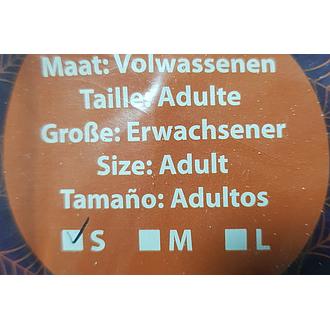 Maat: Volwassenen
Taille: Adulte
Große: Erwachsener
Size: Adult
Tamaño: Adultos
S M L